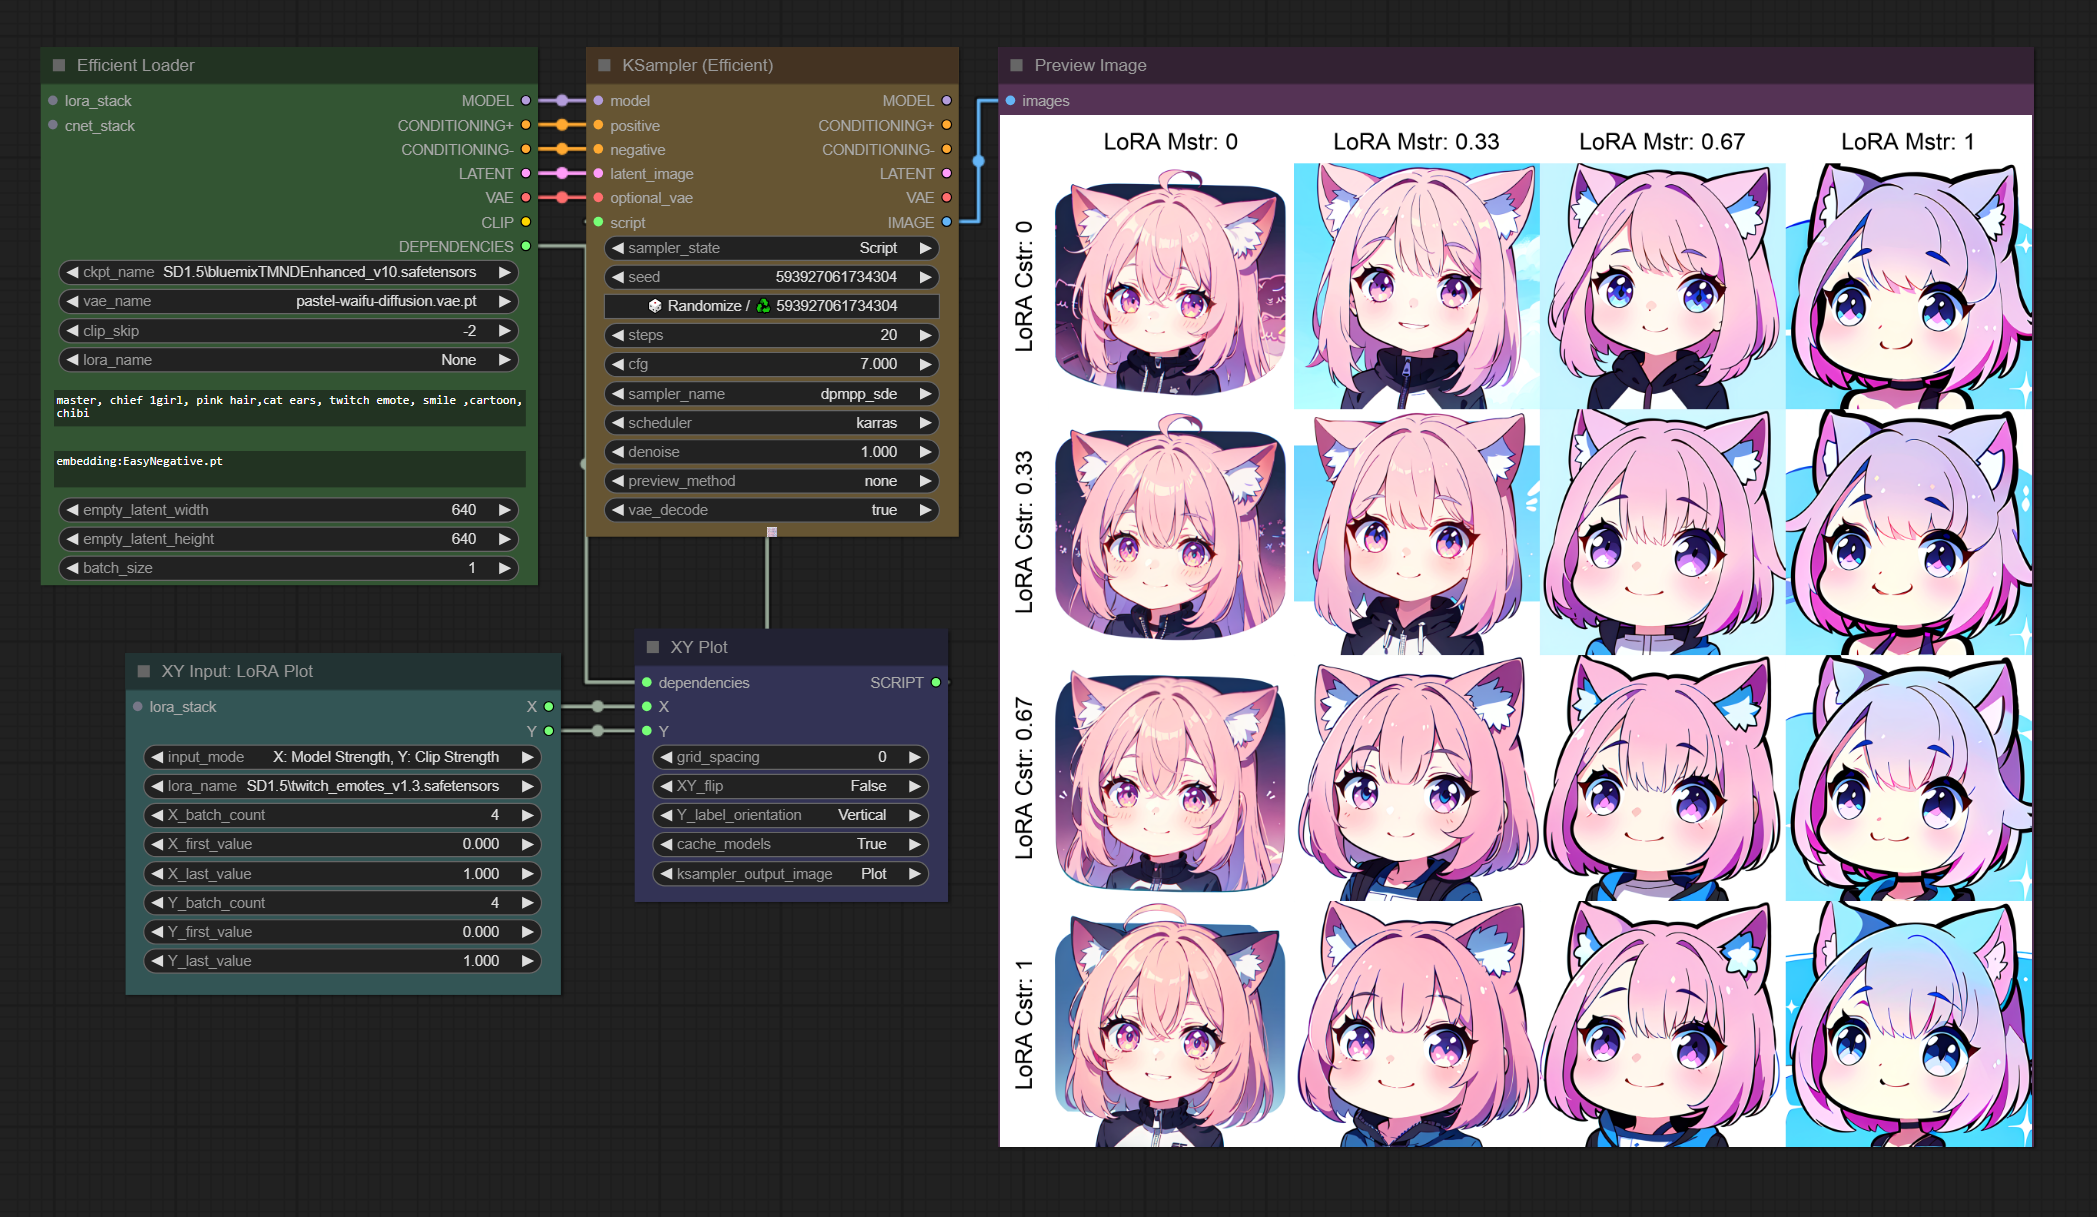 Efficient Loader
lora_stack MODEL
cnet_stack CONDITIONING+
CONDITIONING-
LATENT
VAE
CLIP
DEPENDENCIES
ckpt_name SD1.5\bluemixTMNDEnhanced_v10.safetensors
vae_name pastel-waifu-diffusion.vae.pt
clip_skip -2
lora_name None
master, chief 1girl, pink hair,cat ears, twitch emote, smile ,cartoon,
chibi
embedding:EasyNegative.pt
empty_latent_width 640
empty_latent_height 640
batch_size 1
KSampler (Efficient)
model MODEL
positive CONDITIONING+
negative CONDITIONING-
latent_image LATENT
optional_vae VAE
script IMAGE
sampler_state Script
seed 593927061734304
Randomize / 593927061734304
steps 20
cfg 7.000
sampler_name dpmpp_sde
scheduler karras
denoise 1.000
preview_method none
vae_decode true
XY Input: LoRA Plot
lora_stack X
Y
input_mode X: Model Strength, Y: Clip Strength
lora_name SD1.5\twitch_emotes_v1.3.safetensors
X_batch_count 4
X_first_value 0.000
X_last_value 1.000
Y_batch_count 4
Y_first_value 0.000
Y_last_value 1.000
XY Plot
dependencies SCRIPT
X
Y
grid_spacing 0
XY_flip False
Y_label_orientation Vertical
cache_models True
ksampler_output_image Plot
Preview Image
images
LoRA Mstr: 0 LoRA Mstr: 0.33 LoRA Mstr: 0.67 LoRA Mstr: 1
LoRA Cstr: 0
LoRA Cstr: 0.33
LoRA Cstr: 0.67
LoRA Cstr: 1